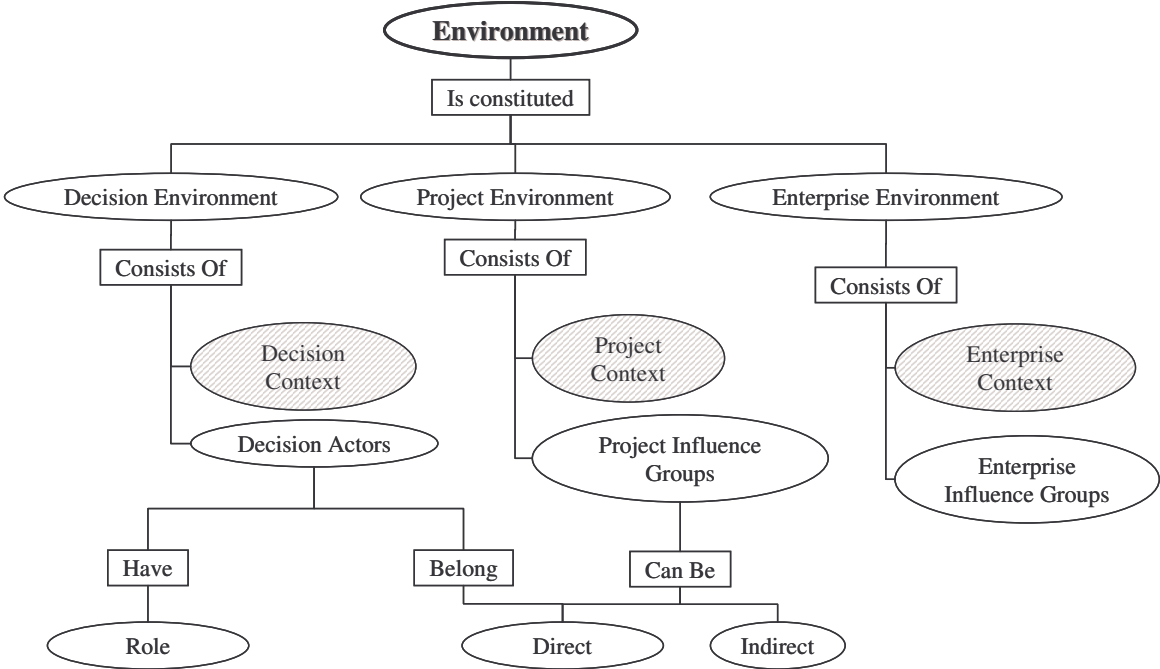 Environment
Is constituted
Decision Environment
Project Environment
Enterprise Environment
Consists Of
Consists Of
Consists Of
Decision
Context
Project
Context
Enterprise
Context
Decision Actors
Project Influence
Groups
Enterprise
Influence Groups
Have
Belong
Can Be
Role
Direct
Indirect